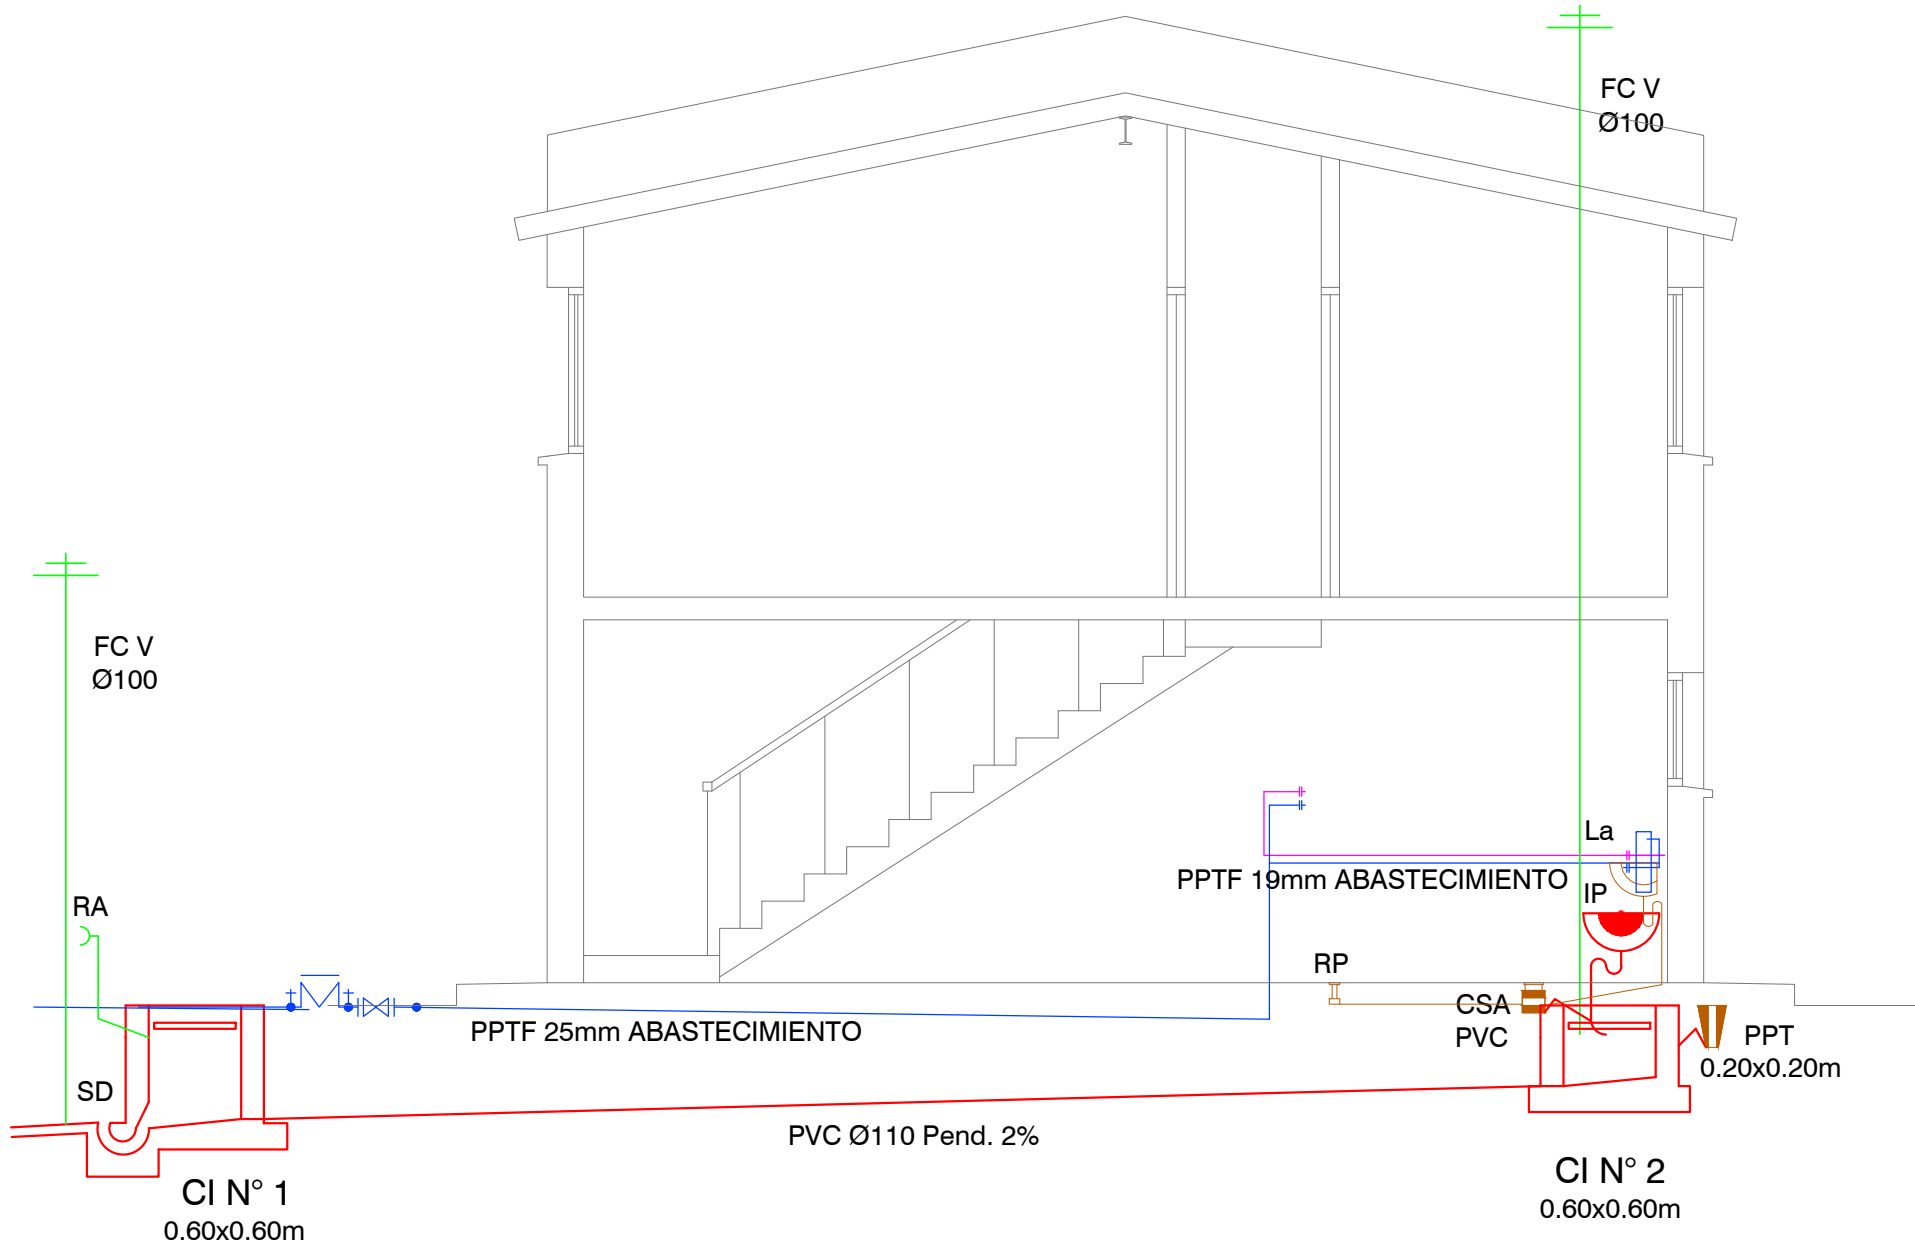 FC V
Ø100
FC V
Ø100
La
PPTF 19mm ABASTECIMIENTO
IP
RA
RP
CSA
PVC
PPTF 25mm ABASTECIMIENTO
PPT
0.20x0.20m
SD
PVC Ø110 Pend. 2%
CI N° 1
0.60x0.60m
CI N° 2
0.60x0.60m